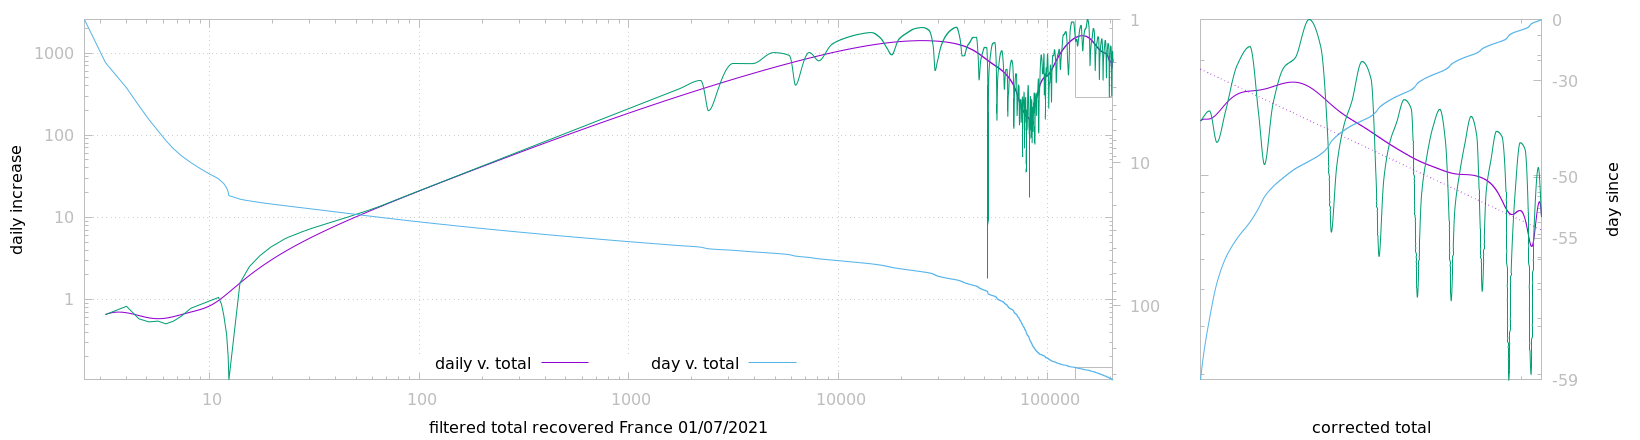 daily increase
1000
100
10
1
10
100
1000
10000
100000
1
10
100
daily v. total
day v. total
filtered total recovered France 01/07/2021
0
-30
-50
-55
-59
day since
corrected total